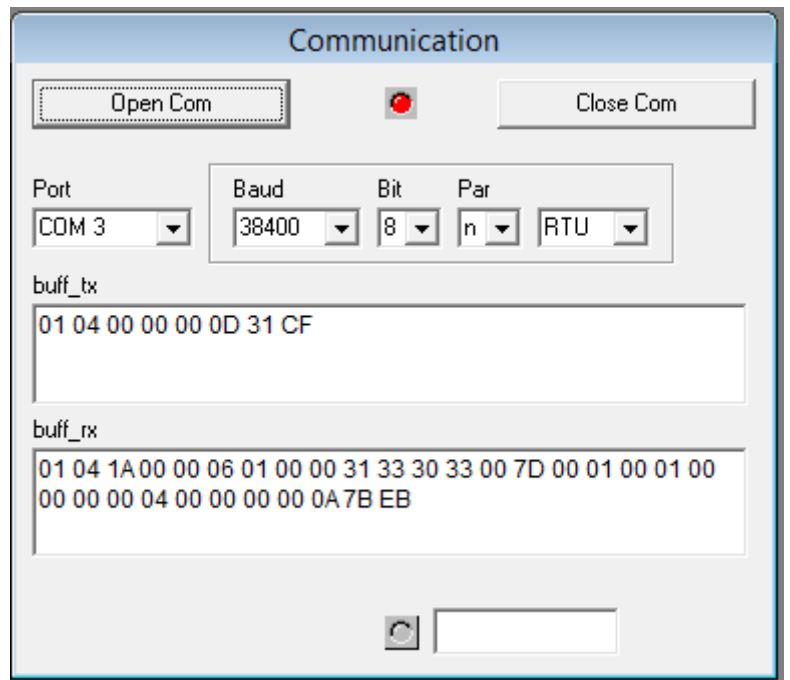 Communication
Open Com
Close Com
Port
Baud
Bit
Par
COM 3
38400
8
n
RTU
buff_tx
01 04 00 00 00 0D 31 CF
buff_rx
01 04 1A 00 00 06 01 00 00 31 33 30 33 00 7D 00 01 00 01 00
00 00 00 04 00 00 00 00 0A 7B EB